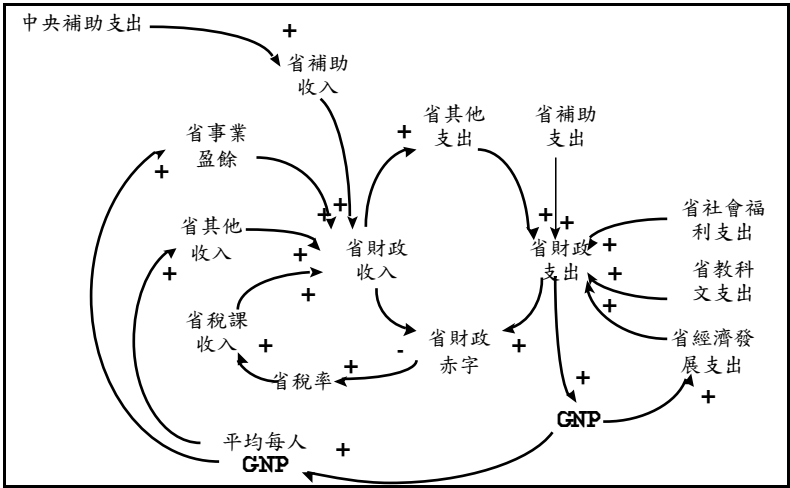 中央補助支出
+
省補助
收入
省其他
支出
省補助
支出
省事業
盈餘
+
+
+
+
+
+
省社會福
利支出
省其他
收入
+
+
省財政
收入
省財政
支出
+
+
省教科
文支出
+
+
省稅課
收入
+
+
-
省財政
赤字
+
省經濟發
展支出
省稅率
+
+
GNP
平均每人
GNP
+